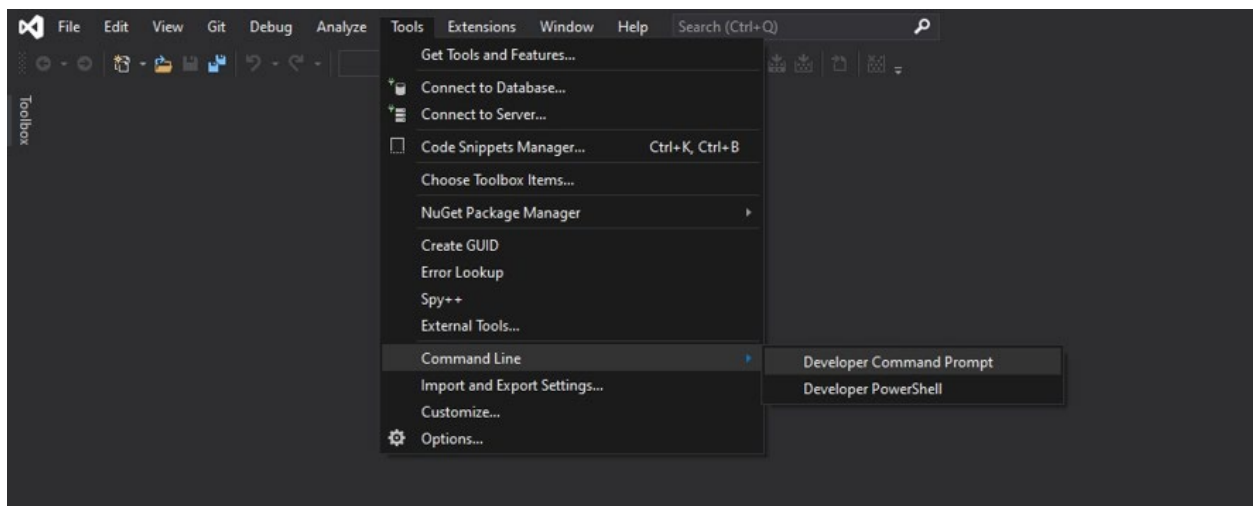 File Edit View Git Debug Analyze Tools Extensions Window Help Search (Ctrl+Q)
Toolbox
Get Tools and Features...
Connect to Database...
Connect to Server...
Code Snippets Manager... Ctrl+K, Ctrl+B
Choose Toolbox Items...
NuGet Package Manager
Create GUID
Error Lookup
Spy++
External Tools...
Command Line
Developer Command Prompt
Developer PowerShell
Import and Export Settings...
Customize...
Options...